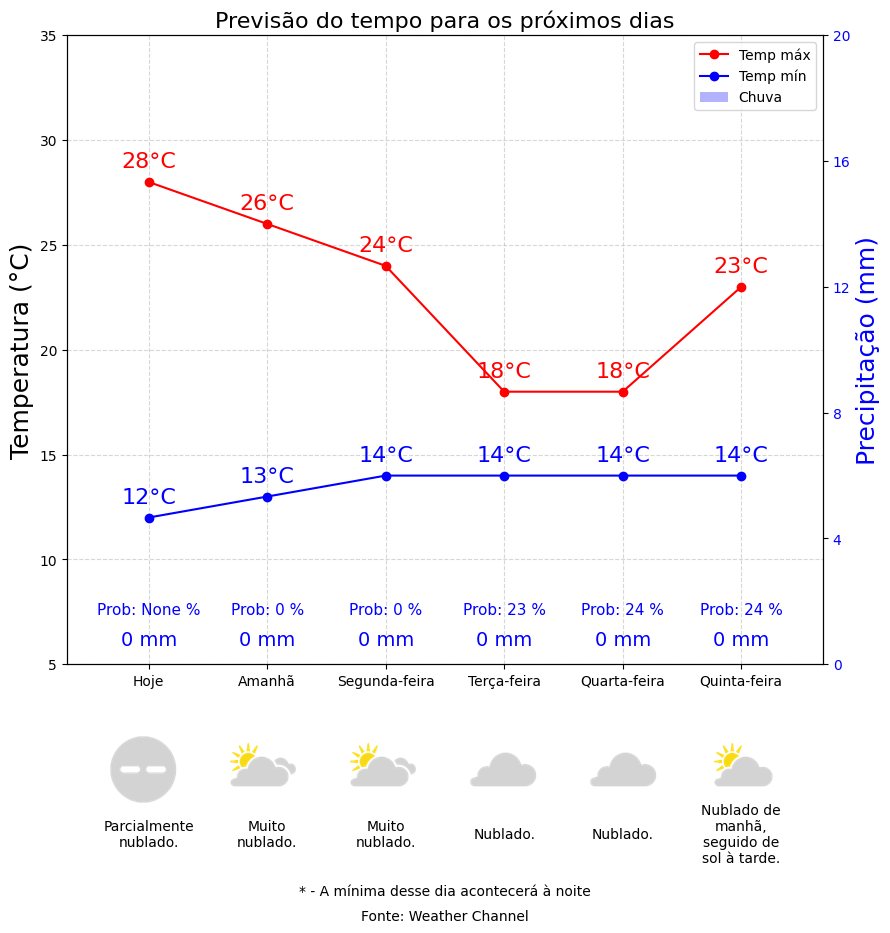 Previsão do tempo para os próximos dias
Temp máx
Temp mín
Chuva
Temperatura (°C)
35
30
25
20
15
10
5
Precipitação (mm)
20
16
12
8
4
0
28°C
26°C
24°C
18°C
18°C
23°C
12°C
13°C
14°C
14°C
14°C
14°C
Prob: None %
Prob: 0 %
Prob: 0 %
Prob: 23 %
Prob: 24 %
Prob: 24 %
0 mm
0 mm
0 mm
0 mm
0 mm
0 mm
Hoje
Amanhã
Segunda-feira
Terça-feira
Quarta-feira
Quinta-feira
Parcialmente
nublado.
Muito
nublado.
Muito
nublado.
Nublado.
Nublado.
Nublado de
manhã,
seguido de
sol à tarde.
* - A mínima desse dia acontecerá à noite
Fonte: Weather Channel